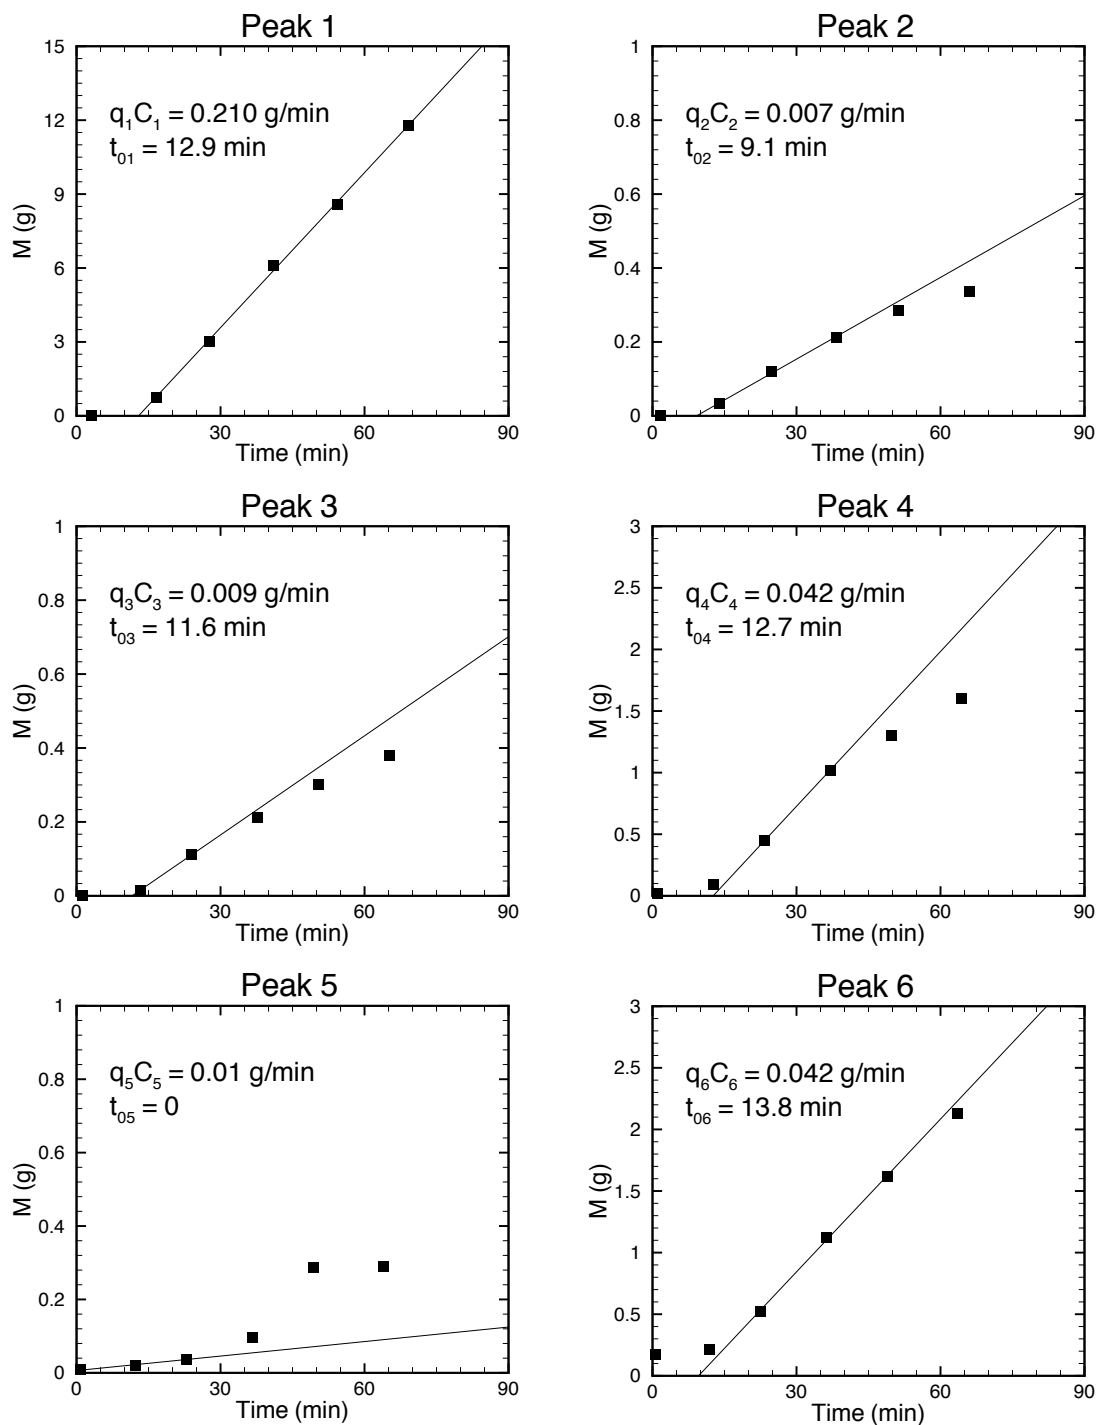 Peak 1
15
12
9
6
3
0
M (g)
q₁C₁ = 0.210 g/min
t₀₁ = 12.9 min
0 30 60 90
Time (min)
Peak 2
1
0.8
0.6
0.4
0.2
0
M (g)
q₂C₂ = 0.007 g/min
t₀₂ = 9.1 min
0 30 60 90
Time (min)
Peak 3
1
0.8
0.6
0.4
0.2
0
M (g)
q₃C₃ = 0.009 g/min
t₀₃ = 11.6 min
0 30 60 90
Time (min)
Peak 4
3
2.5
2
1.5
1
0.5
0
M (g)
q₄C₄ = 0.042 g/min
t₀₄ = 12.7 min
0 30 60 90
Time (min)
Peak 5
1
0.8
0.6
0.4
0.2
0
M (g)
q₅C₅ = 0.01 g/min
t₀₅ = 0
0 30 60 90
Time (min)
Peak 6
3
2.5
2
1.5
1
0.5
0
M (g)
q₆C₆ = 0.042 g/min
t₀₆ = 13.8 min
0 30 60 90
Time (min)